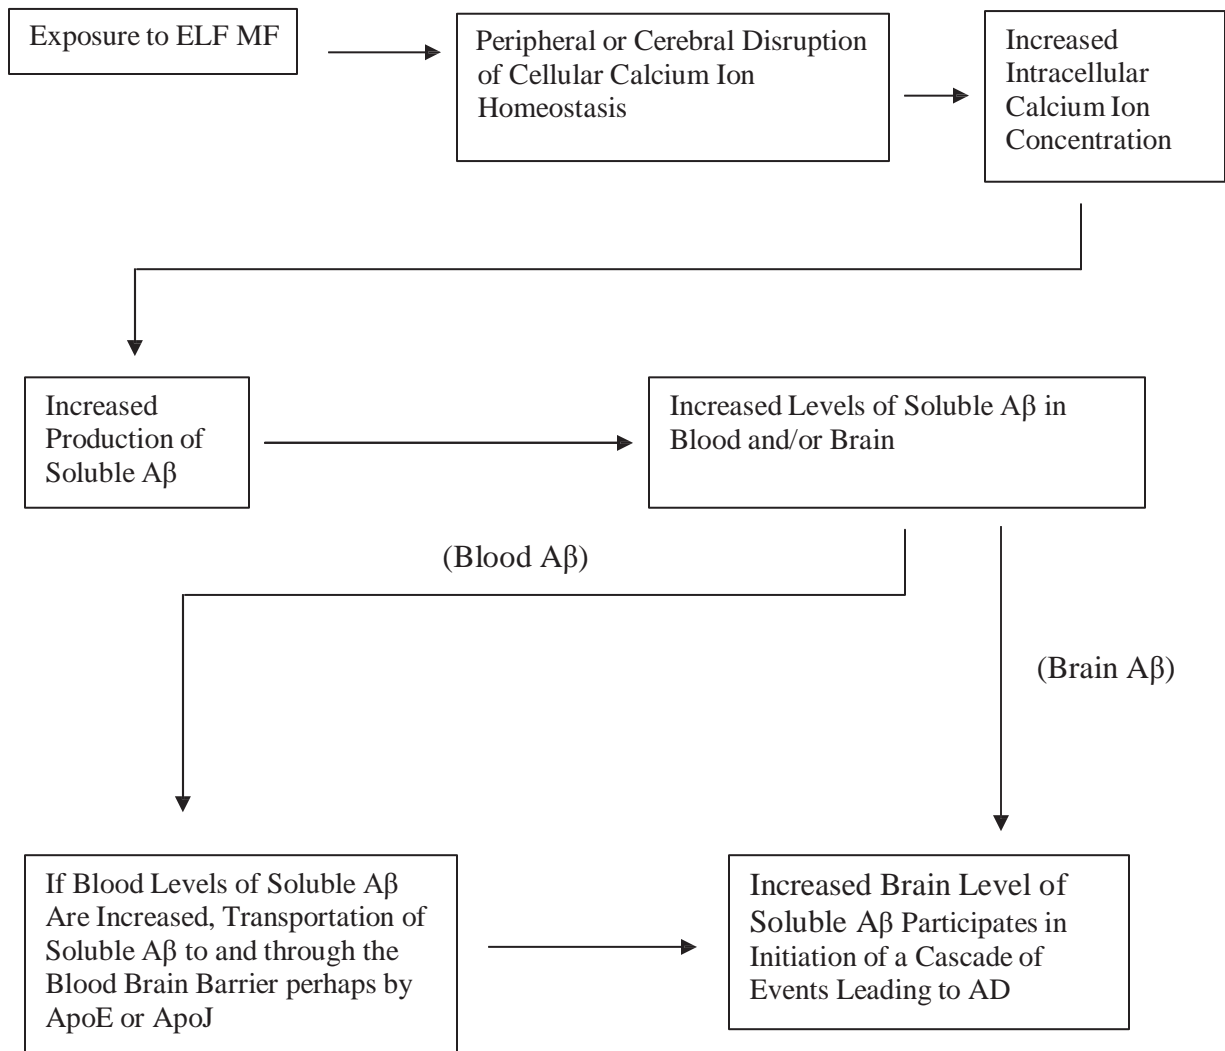 Exposure to ELF MF
Peripheral or Cerebral Disruption
of Cellular Calcium Ion
Homeostasis
Increased
Intracellular
Calcium Ion
Concentration
Increased
Production of
Soluble Aβ
Increased Levels of Soluble Aβ in
Blood and/or Brain
(Blood Aβ)
(Brain Aβ)
If Blood Levels of Soluble Aβ
Are Increased, Transportation of
Soluble Aβ to and through the
Blood Brain Barrier perhaps by
ApoE or ApoJ
Increased Brain Level of
Soluble Aβ Participates in
Initiation of a Cascade of
Events Leading to AD